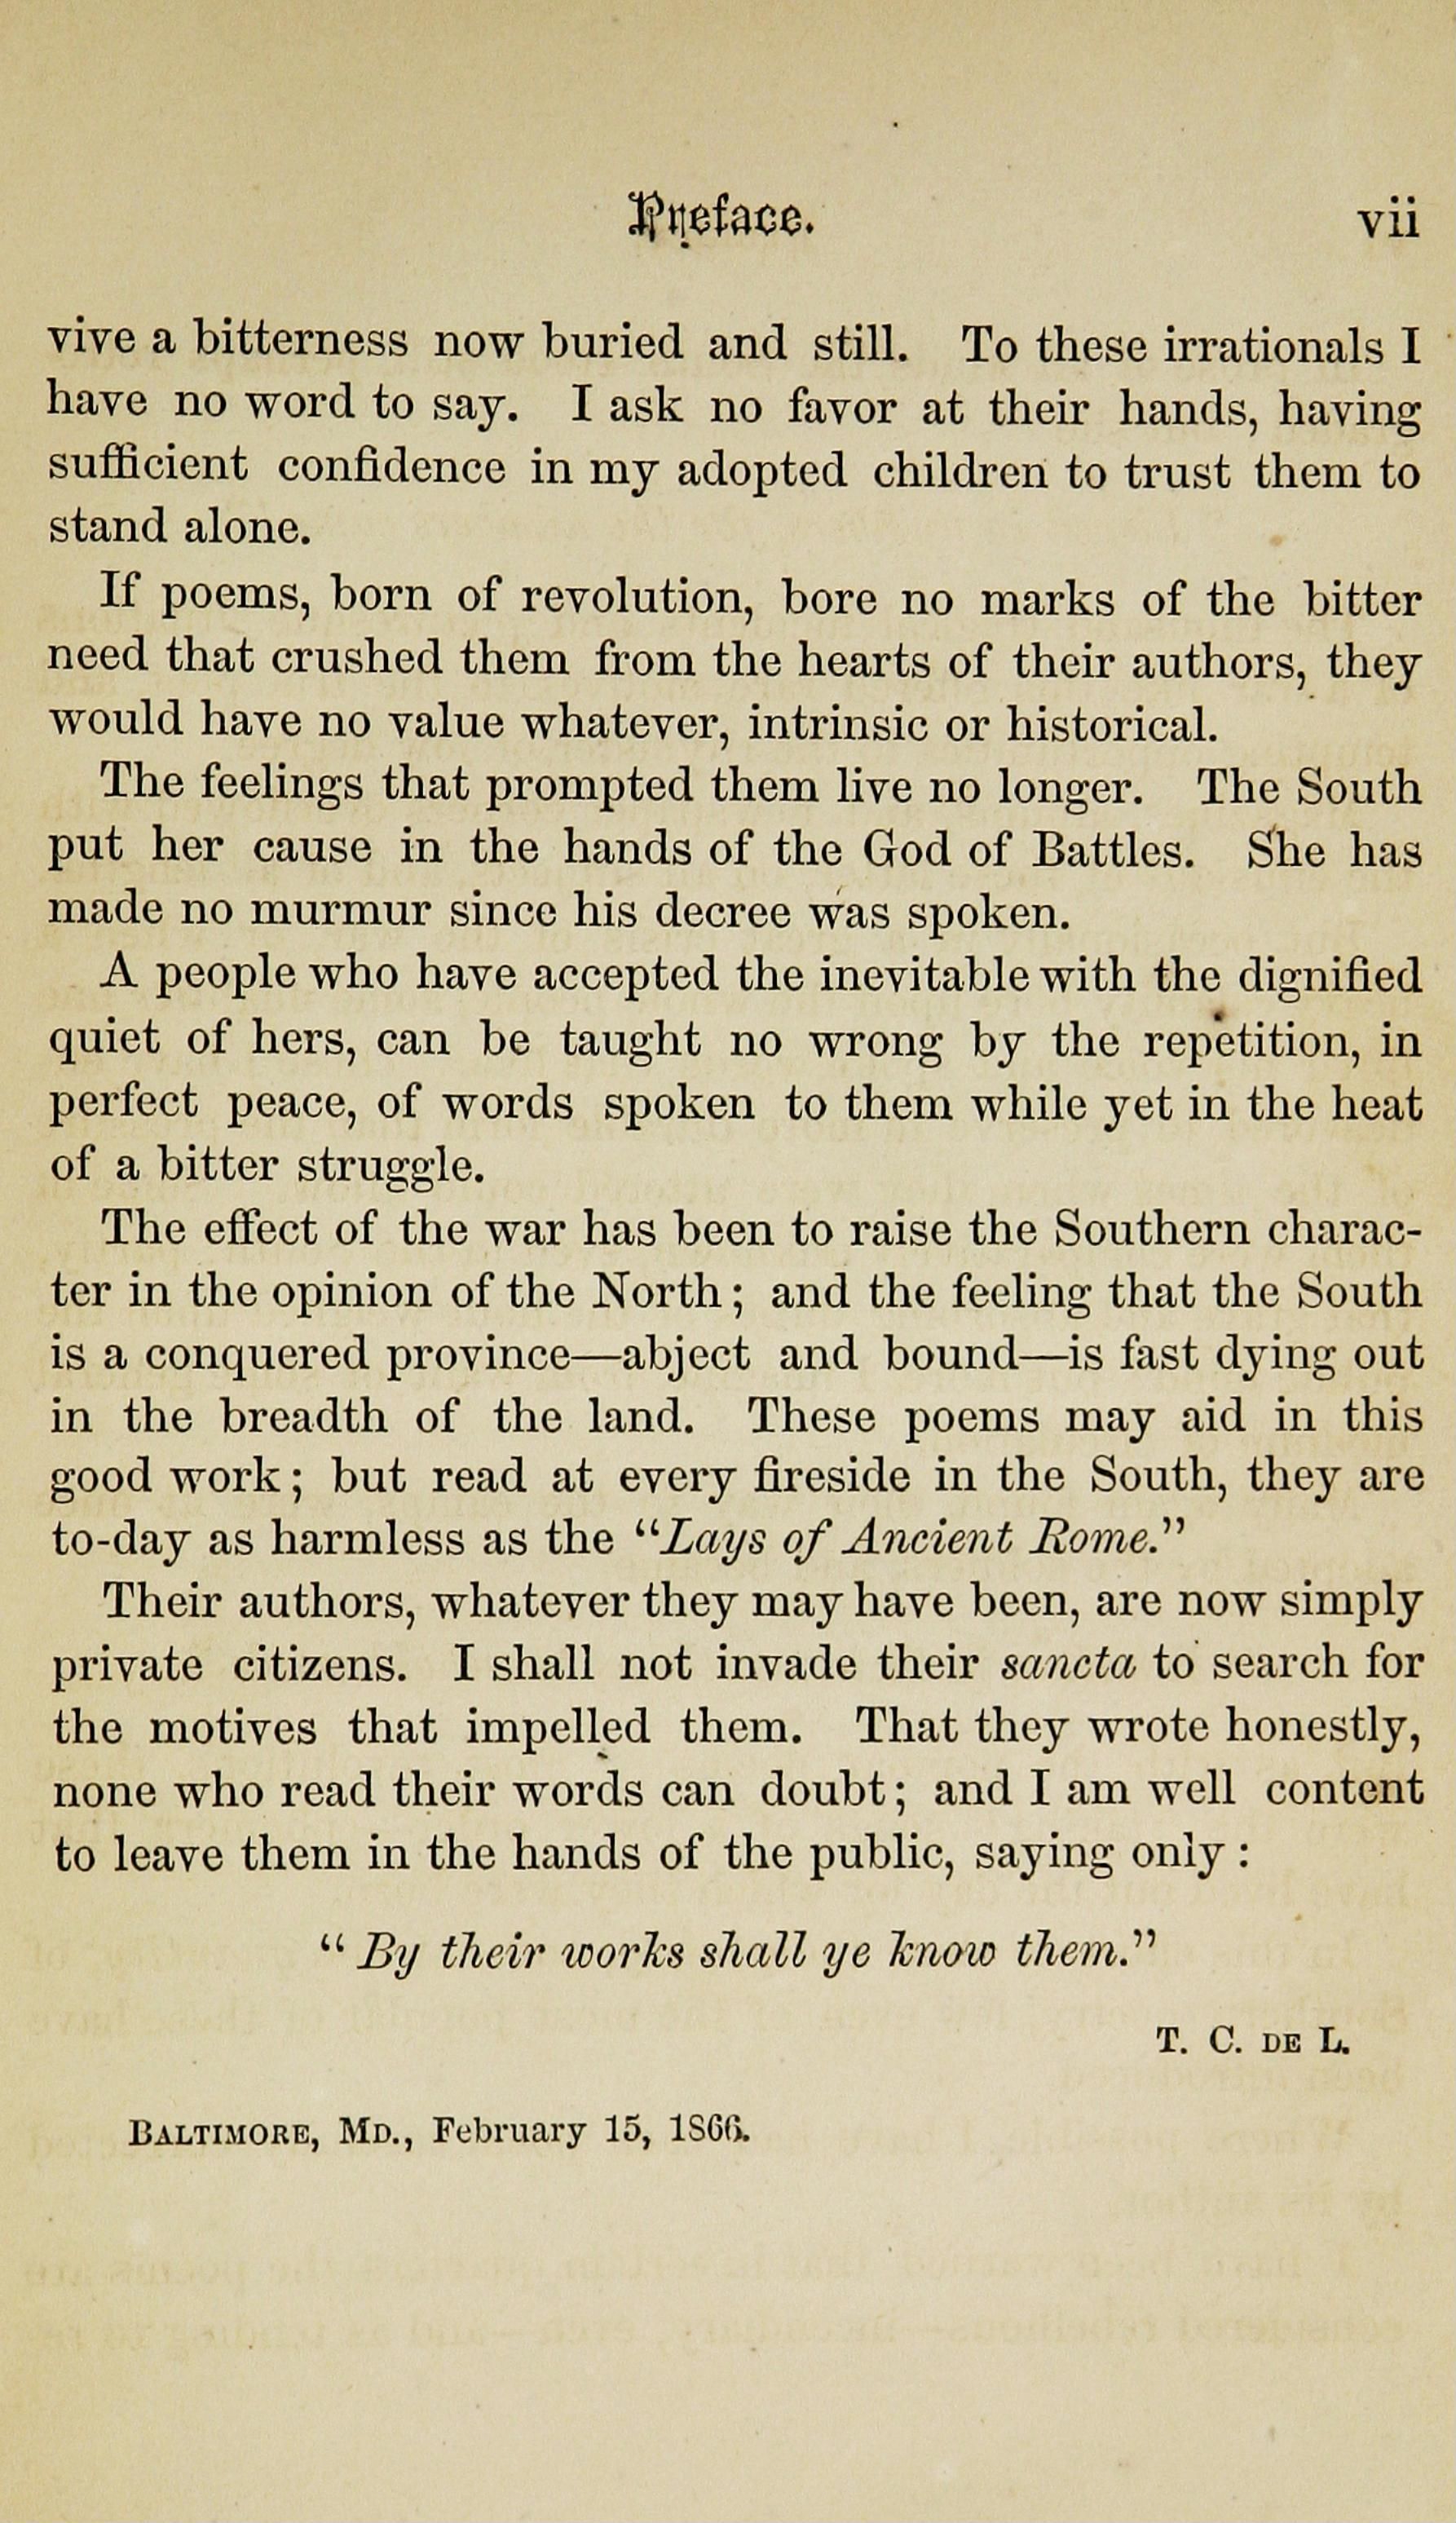 Preface. vii
vive a bitterness now buried and still. To these irrationals I
have no word to say. I ask no favor at their hands, having
sufficient confidence in my adopted children to trust them to
stand alone.
If poems, born of revolution, bore no marks of the bitter
need that crushed them from the hearts of their authors, they
would have no value whatever, intrinsic or historical.
The feelings that prompted them live no longer. The South
put her cause in the hands of the God of Battles. She has
made no murmur since his decree was spoken.
A people who have accepted the inevitable with the dignified
quiet of hers, can be taught no wrong by the repetition, in
perfect peace, of words spoken to them while yet in the heat
of a bitter struggle.
The effect of the war has been to raise the Southern charac-
ter in the opinion of the North; and the feeling that the South
is a conquered province—abject and bound—is fast dying out
in the breadth of the land. These poems may aid in this
good work; but read at every fireside in the South, they are
to-day as harmless as the "Lays of Ancient Rome."
Their authors, whatever they may have been, are now simply
private citizens. I shall not invade their sancta to search for
the motives that impelled them. That they wrote honestly,
none who read their words can doubt; and I am well content
to leave them in the hands of the public, saying only:
"By their works shall ye know them."
T. C. DE L.
BALTIMORE, MD., February 15, 1866.